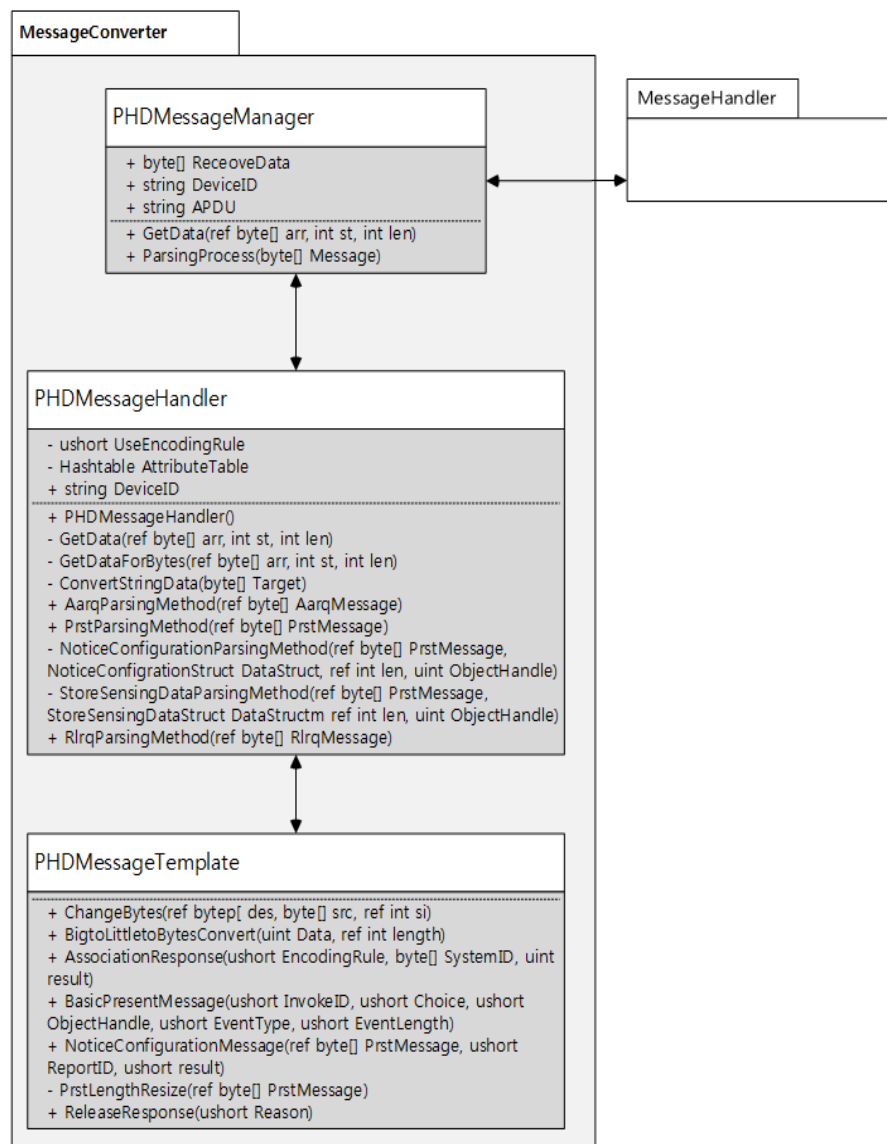 MessageConverter
PHDMessageManager
+ byte[] ReceoveData
+ string DeviceID
+ string APDU
+ GetData(ref byte[] arr, int st, int len)
+ ParsingProcess(byte[] Message)
MessageHandler
PHDMessageHandler
- ushort UseEncodingRule
- Hashtable AttributeTable
+ string DeviceID
+ PHDMessageHandler()
- GetData(ref byte[] arr, int st, int len)
- GetDataForBytes(ref byte[] arr, int st, int len)
- ConvertStringData(byte[] Target)
+ AarqParsingMethod(ref byte[] AarqMessage)
+ PrstParsingMethod(ref byte[] PrstMessage)
- NoticeConfigurationParsingMethod(ref byte[] PrstMessage,
NoticeConfigrationStruct DataStruct, ref int len, uint ObjectHandle)
- StoreSensingDataParsingMethod(ref byte[] PrstMessage,
StoreSensingDataStruct DataStructm ref int len, uint ObjectHandle)
+ RlrqParsingMethod(ref byte[] RlrqMessage)
PHDMessageTemplate
+ ChangeBytes(ref bytep[ des, byte[] src, ref int si)
+ BigtoLittletoBytesConvert(uint Data, ref int length)
+ AssociationResponse(ushort EncodingRule, byte[] SystemID, uint
result)
+ BasicPresentMessage(ushort InvokeID, ushort Choice, ushort
ObjectHandle, ushort EventType, ushort EventLength)
+ NoticeConfigurationMessage(ref byte[] PrstMessage, ushort
ReportID, ushort result)
- PrstLengthResize(ref byte[] PrstMessage)
+ ReleaseResponse(ushort Reason)